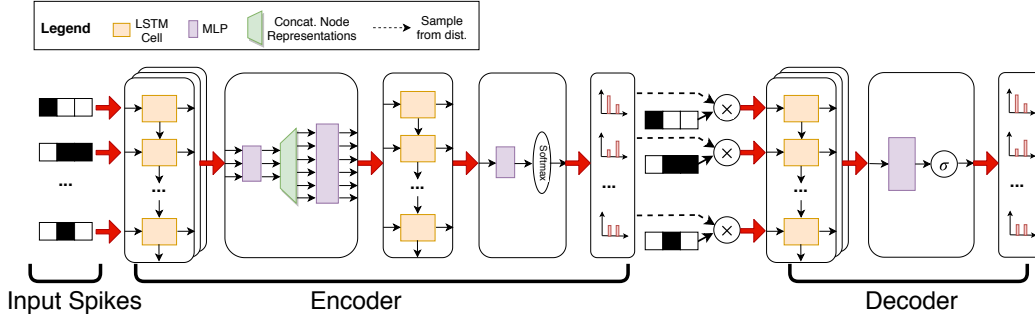 Legend
LSTM
Cell
MLP
Concat. Node
Representations
Sample
from dist.
...
...
...
Softmax
...
...
...
σ
...
Input Spikes
Encoder
Decoder